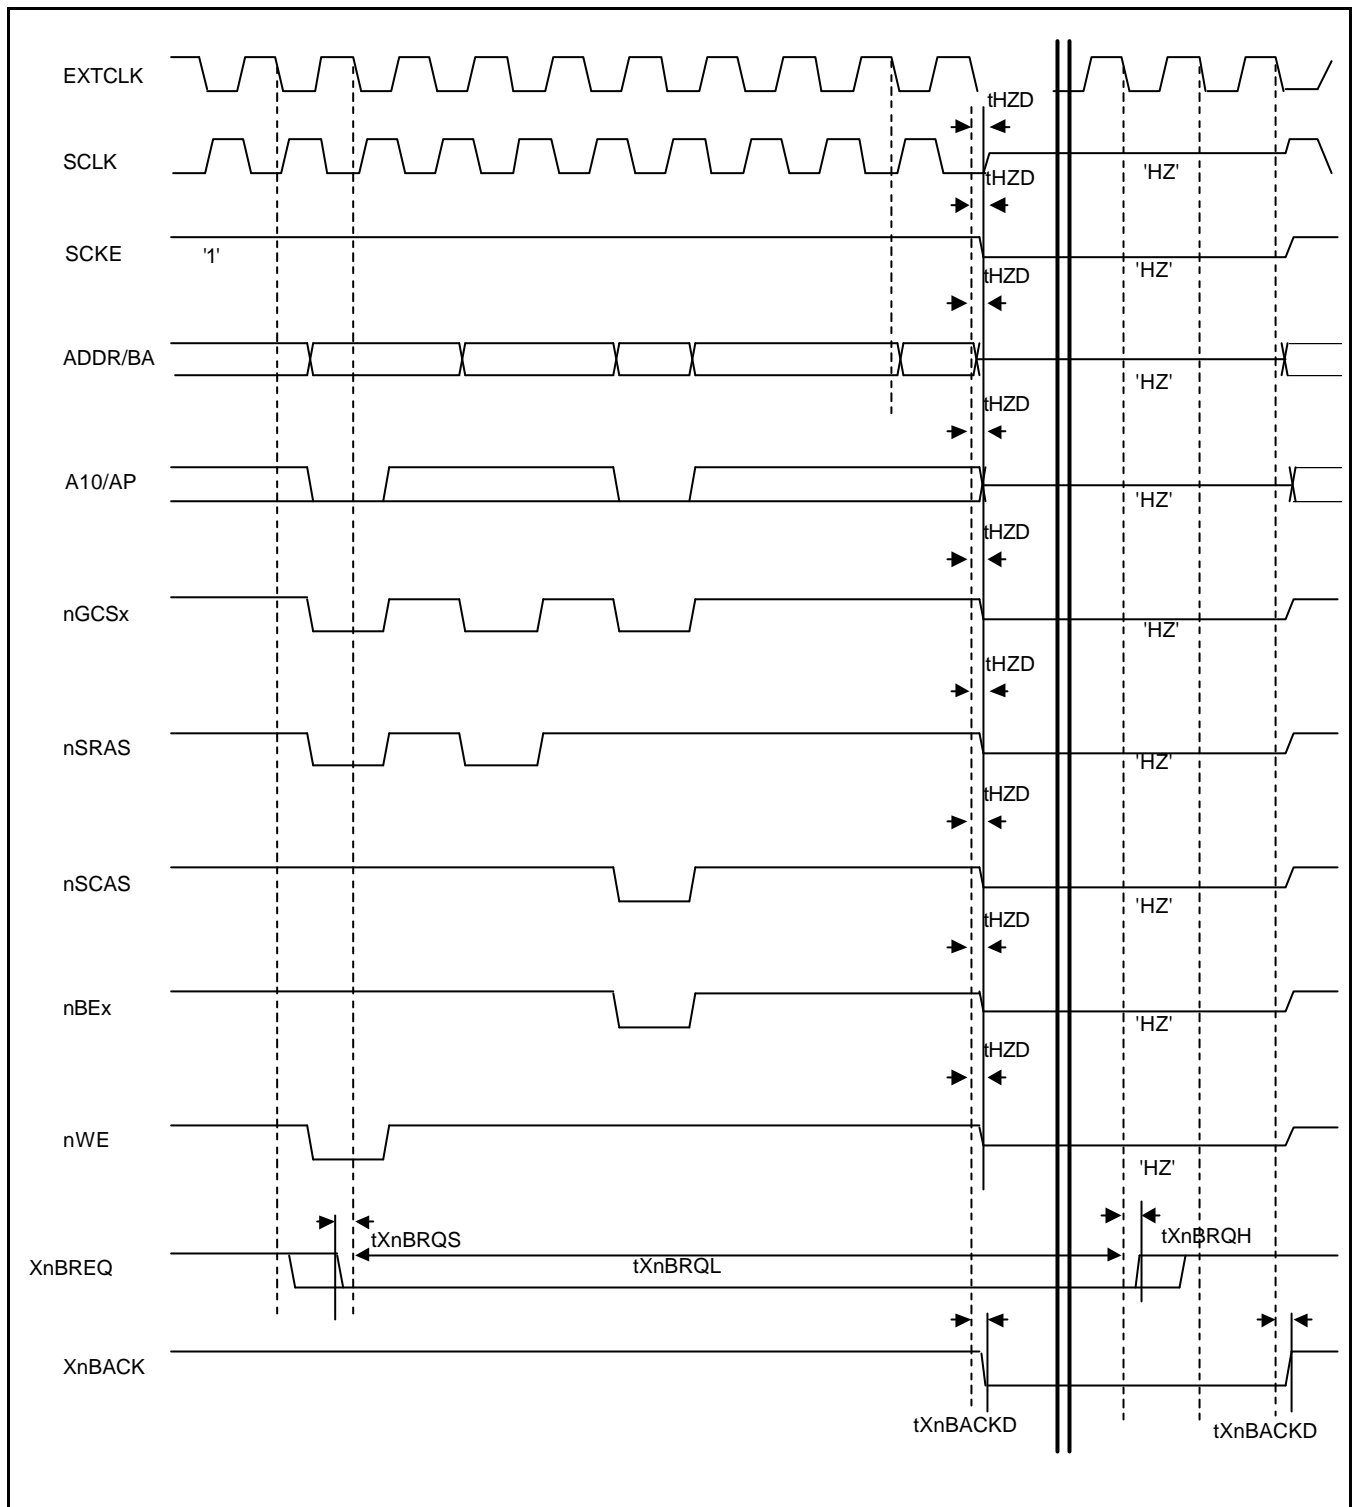 EXTCLK
tHZD
SCLK
'HZ'
tHZD
SCKE
'1'
'HZ'
tHZD
ADDR/BA
'HZ'
tHZD
A10/AP
'HZ'
tHZD
nGCSx
'HZ'
tHZD
nSRAS
'HZ'
tHZD
nSCAS
'HZ'
tHZD
nBEx
'HZ'
tHZD
nWE
'HZ'
tXnBRQS
tXnBRQH
XnBREQ
tXnBRQL
XnBACK
tXnBACKD
tXnBACKD